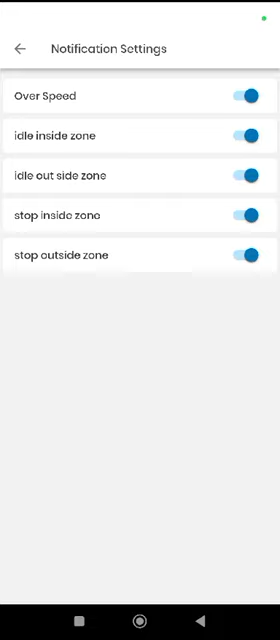 Notification Settings
Over Speed
idle inside zone
idle out side zone
stop inside zone
stop outside zone